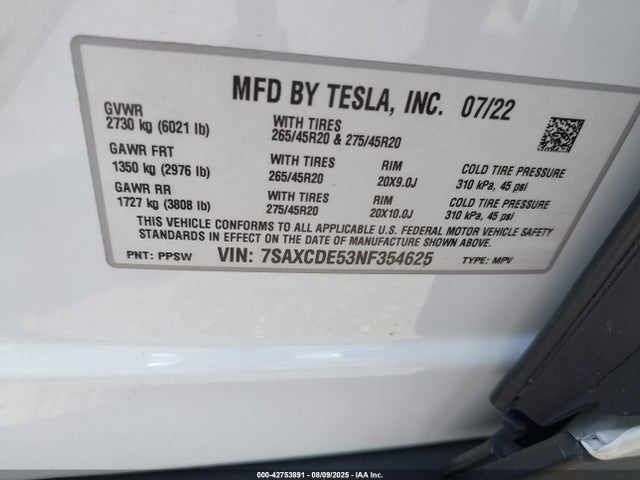 MFD BY TESLA, INC. 07/22
GVWR
2730 kg (6021 lb)
WITH TIRES
265/45R20 & 275/45R20
GAWR FRT
1350 kg (2976 lb)
WITH TIRES
265/45R20
RIM
20X9.0J
COLD TIRE PRESSURE
310 kPa, 45 psi
GAWR RR
1727 kg (3808 lb)
WITH TIRES
275/45R20
RIM
20X10.0J
COLD TIRE PRESSURE
310 kPa, 45 psi
THIS VEHICLE CONFORMS TO ALL APPLICABLE U.S. FEDERAL MOTOR VEHICLE SAFETY
STANDARDS IN EFFECT ON THE DATE OF MANUFACTURE SHOWN ABOVE.
PNT: PPSW VIN: 7SAXCDE53NF354625 TYPE: MPV
000-42753891 - 08/09/2025 - IAA Inc.